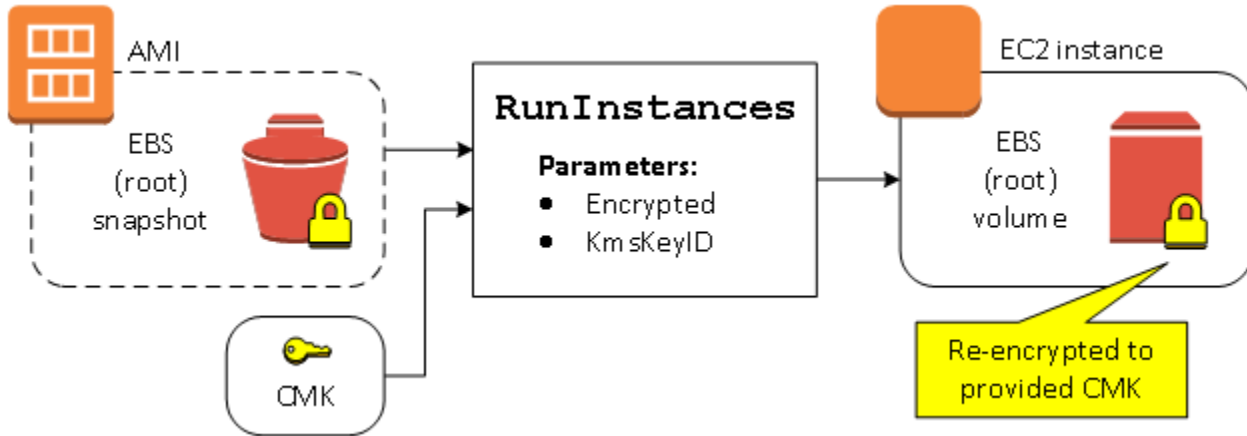 AMI
EBS
(root)
snapshot
CMK
RunInstances
Parameters:
● Encrypted
● KmsKeyID
EC2 instance
EBS
(root)
volume
Re-encrypted to
provided CMK